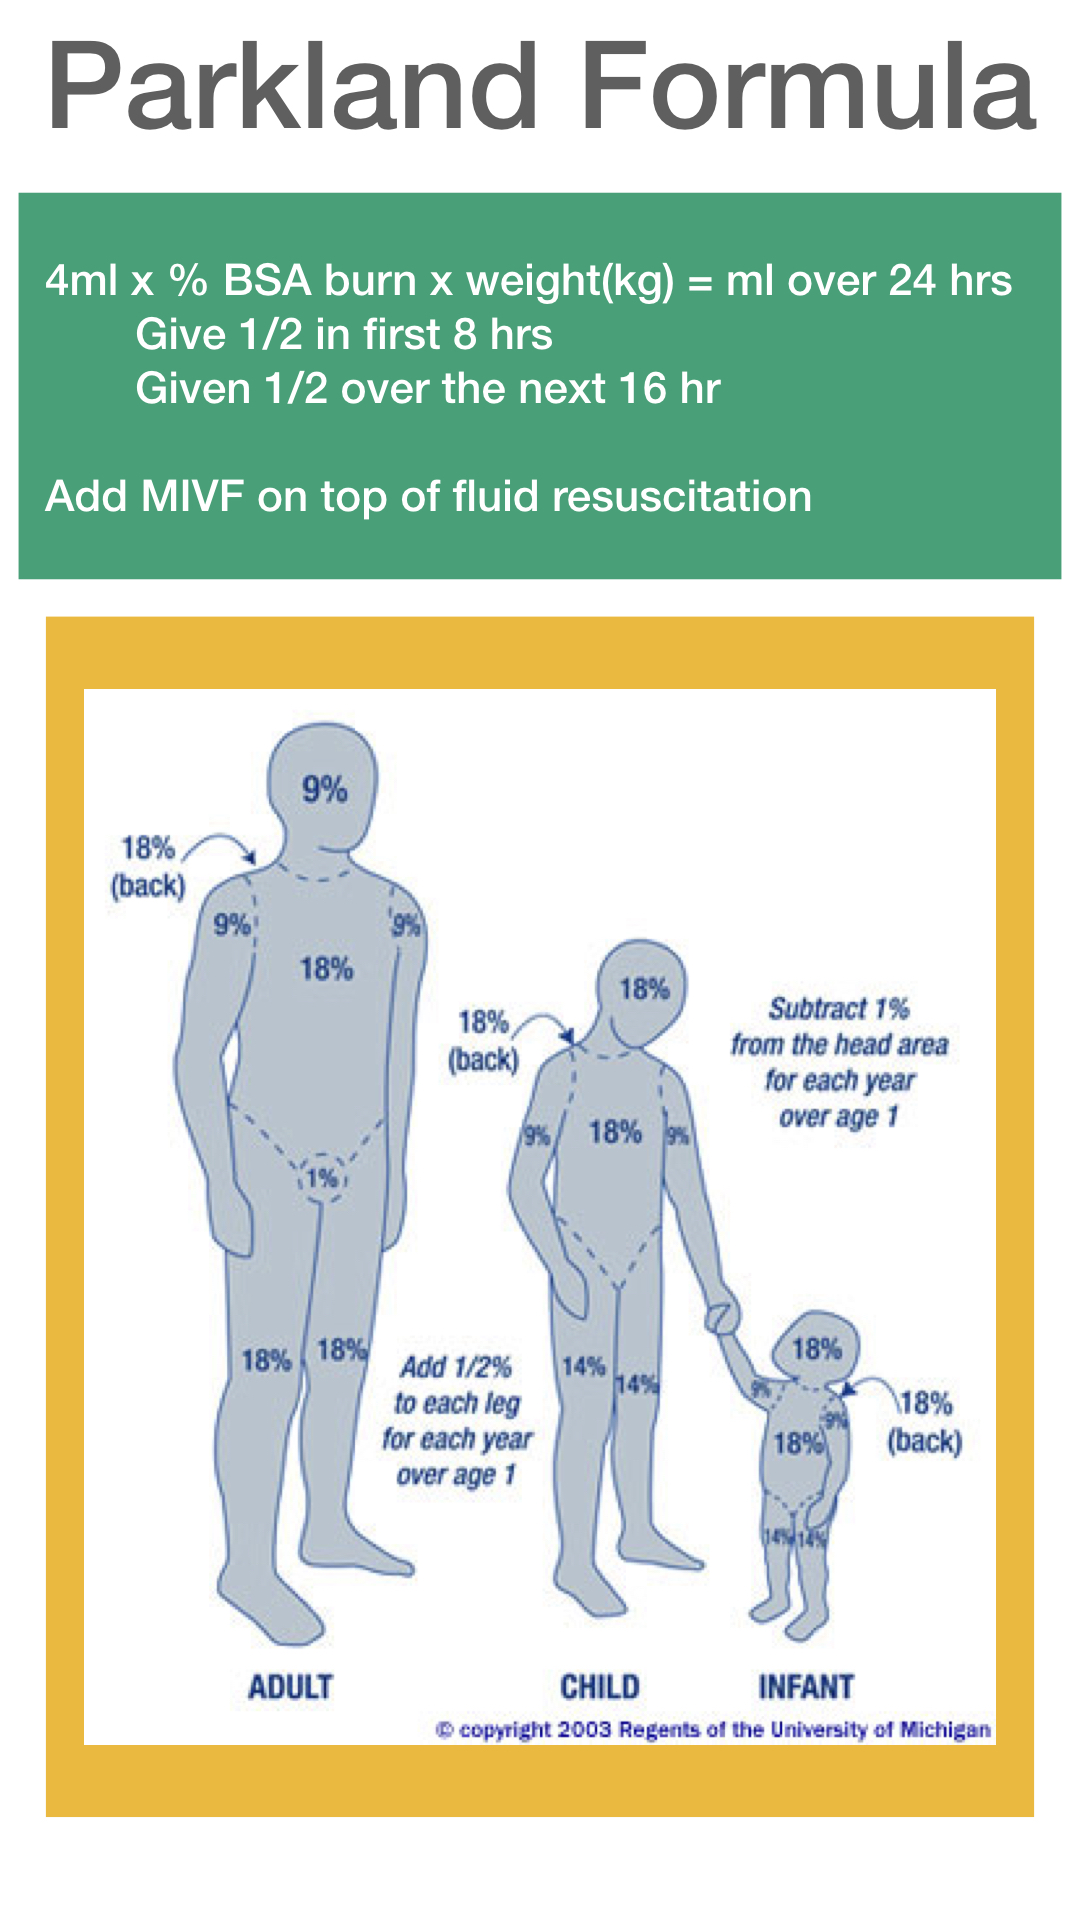 Parkland Formula
4ml x % BSA burn x weight(kg) = ml over 24 hrs
Give 1/2 in first 8 hrs
Given 1/2 over the next 16 hr
Add MIVF on top of fluid resuscitation
9%
18%
(back)
9%
9%
18%
1%
18%
18%
Add 1/2%
to each leg
for each year
over age 1
18%
18%
(back)
9%
18%
9%
14%
14%
Subtract 1%
from the head area
for each year
over age 1
18%
9%
18%
(back)
9%
18%
14%
14%
ADULT
CHILD
INFANT
© copyright 2003 Regents of the University of Michigan